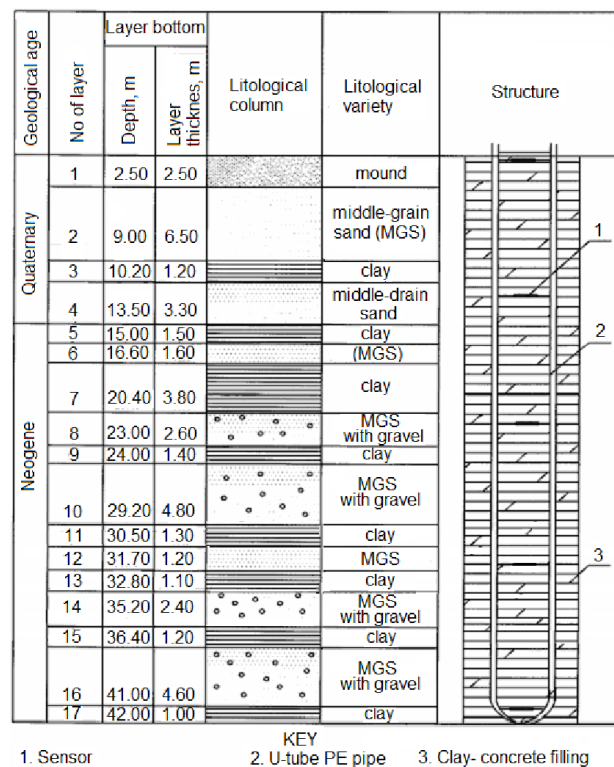 Geological age
No of layer
Layer bottom
Depth, m
Layer
thicknes, m
Litological
column
Litological
variety
Structure
Quaternary
1 2.50 2.50 mound
2 9.00 6.50 middle-grain
sand (MGS)
3 10.20 1.20 clay
4 13.50 3.30 middle-drain
sand
Neogene
5 15.00 1.50 clay
6 16.60 1.60 (MGS)
7 20.40 3.80 clay
8 23.00 2.60 MGS
with gravel
9 24.00 1.40 clay
10 29.20 4.80 MGS
with gravel
11 30.50 1.30 clay
12 31.70 1.20 MGS
13 32.80 1.10 clay
14 35.20 2.40 MGS
with gravel
15 36.40 1.20 clay
16 41.00 4.60 MGS
with gravel
17 42.00 1.00 clay
1
2
3
KEY
1. Sensor 2. U-tube PE pipe 3. Clay- concrete filling